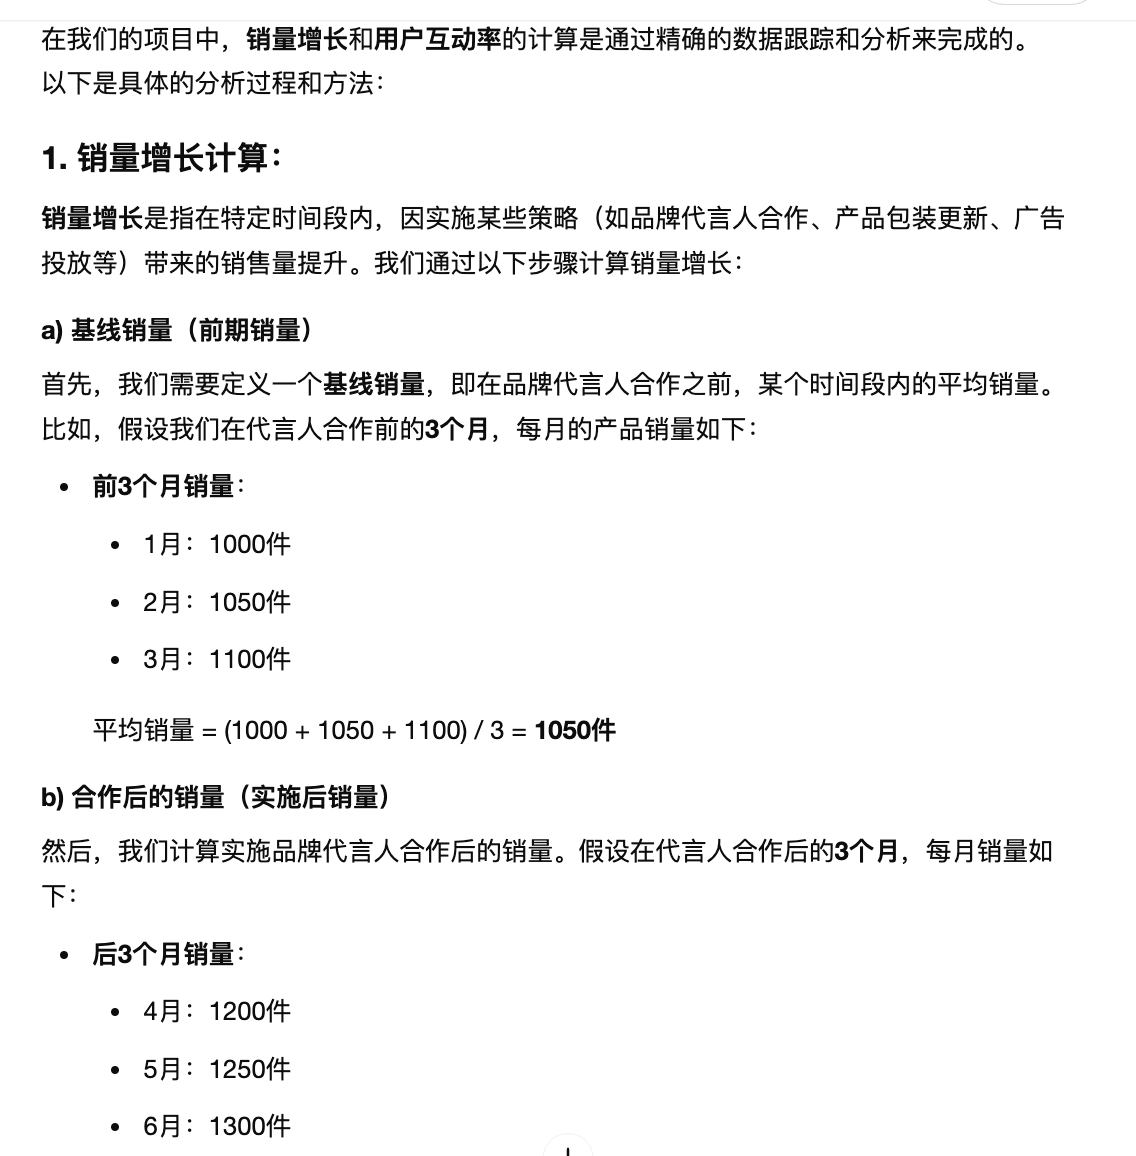 在我们的项目中，销量增长和用户互动率的计算是通过精确的数据跟踪和分析来完成的。
以下是具体的分析过程和方法：
1. 销量增长计算：
销量增长是指在特定时间段内，因实施某些策略（如品牌代言人合作、产品包装更新、广告
投放等）带来的销售量提升。我们通过以下步骤计算销量增长：
a) 基线销量（前期销量）
首先，我们需要定义一个基线销量，即在品牌代言人合作之前，某个时间段内的平均销量。
比如，假设我们在代言人合作前的3个月，每月的产品销量如下：
• 前3个月销量：
• 1月：1000件
• 2月：1050件
• 3月：1100件
平均销量 = (1000 + 1050 + 1100) / 3 = 1050件
b) 合作后的销量（实施后销量）
然后，我们计算实施品牌代言人合作后的销量。假设在代言人合作后的3个月，每月销量如
下：
• 后3个月销量：
• 4月：1200件
• 5月：1250件
• 6月：1300件